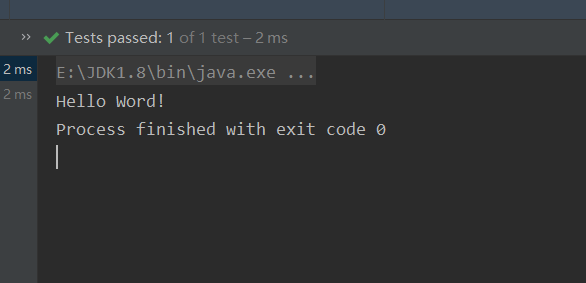 Tests passed: 1 of 1 test – 2 ms
2 ms
2 ms
E:\JDK1.8\bin\java.exe ...
Hello Word!
Process finished with exit code 0